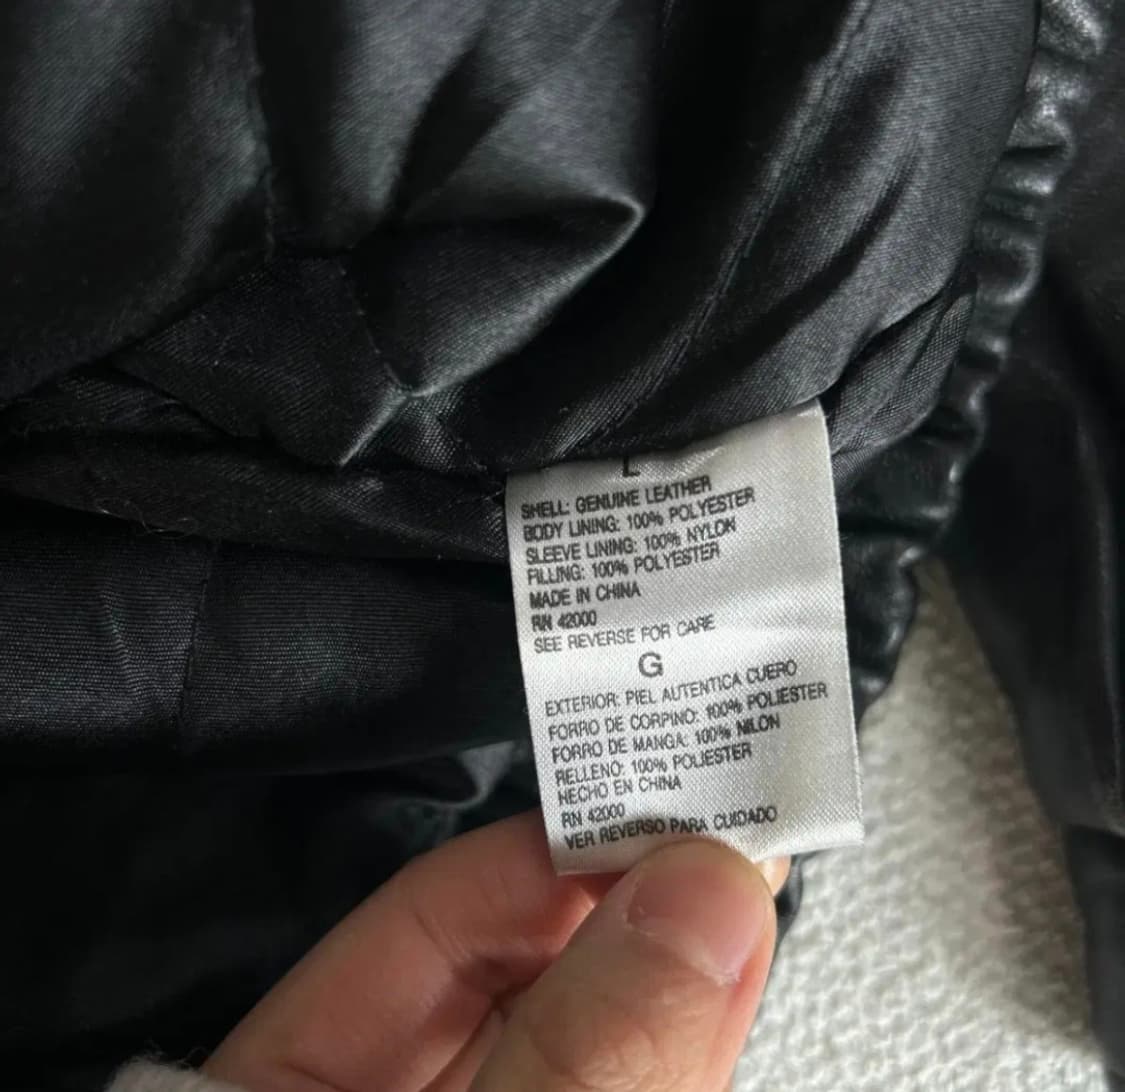 L
SHELL: GENUINE LEATHER
BODY LINING: 100% POLYESTER
SLEEVE LINING: 100% NYLON
FILLING: 100% POLYESTER
MADE IN CHINA
RN 42000
SEE REVERSE FOR CARE
G
EXTERIOR: PIEL AUTENTICA CUERO
FORRO DE CORPINO: 100% POLIESTER
FORRO DE MANGA: 100% NILON
RELLENO: 100% POLIESTER
HECHO EN CHINA
RN 42000
VER REVERSO PARA CUIDADO